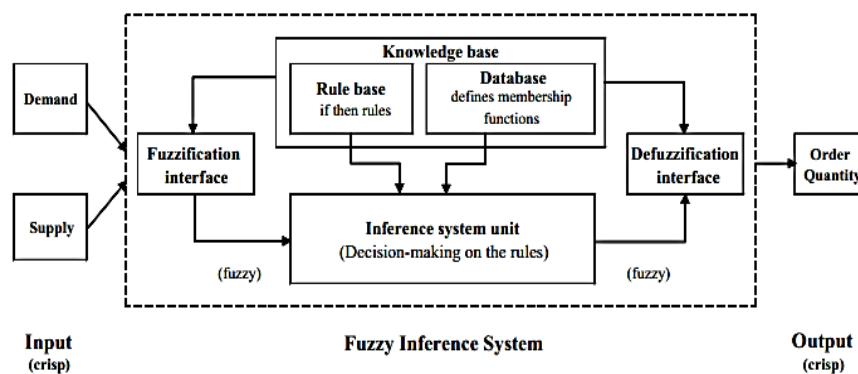 Knowledge base
Demand
Rule base
if then rules
Database
defines membership
functions
Fuzzification
interface
Defuzzification
interface
Order
Quantity
Supply
Inference system unit
(Decision-making on the rules)
(fuzzy)
(fuzzy)
Input
(crisp)
Fuzzy Inference System
Output
(crisp)